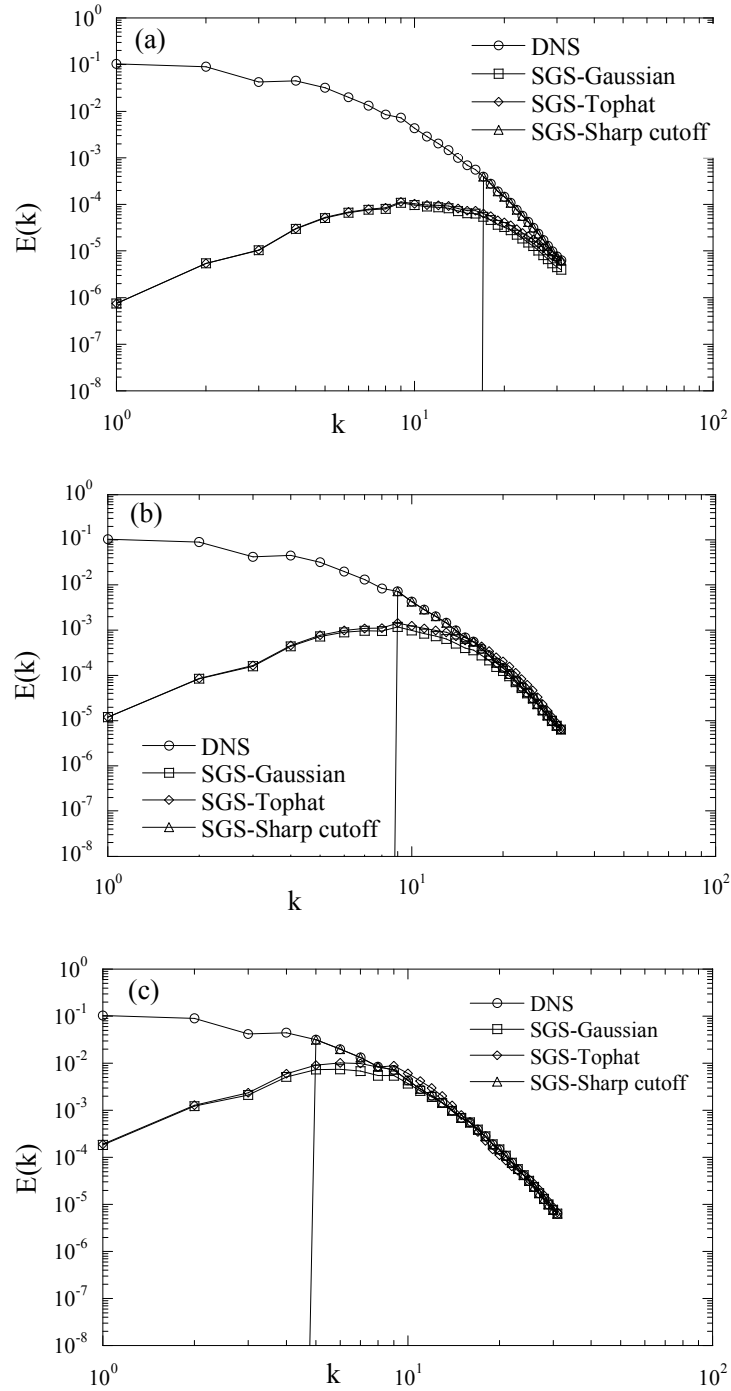 (a)
DNS
SGS-Gaussian
SGS-Tophat
SGS-Sharp cutoff
10^0
10^-1
10^-2
10^-3
10^-4
10^-5
10^-6
10^-7
10^-8
E(k)
10^0
10^1
10^2
k
(b)
10^0
10^-1
10^-2
10^-3
10^-4
10^-5
10^-6
10^-7
10^-8
E(k)
DNS
SGS-Gaussian
SGS-Tophat
SGS-Sharp cutoff
10^0
10^1
10^2
k
(c)
DNS
SGS-Gaussian
SGS-Tophat
SGS-Sharp cutoff
10^0
10^-1
10^-2
10^-3
10^-4
10^-5
10^-6
10^-7
10^-8
E(k)
10^0
10^1
10^2
k